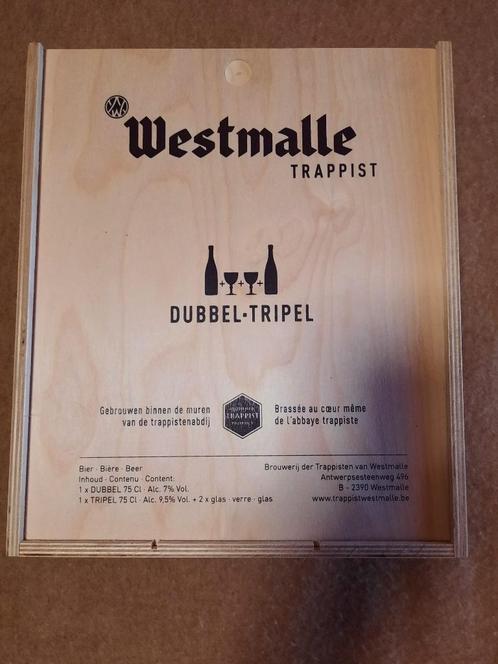 Westmalle
TRAPPIST
DUBBEL·TRIPEL
Gebrouwen binnen de muren
van de trappistenabdij
TRAPPIST
Brassée au cœur même
de l'abbaye trappiste
Bier · Bière · Beer
Inhoud · Contenu · Content:
1 x DUBBEL 75 Cl · Alc. 7% Vol.
1 x TRIPEL 75 Cl · Alc. 9,5% Vol. + 2 x glas · verre · glas
Brouwerij der Trappisten van Westmalle
Antwerpsesteenweg 496
B - 2390 Westmalle
www.trappistwestmalle.be